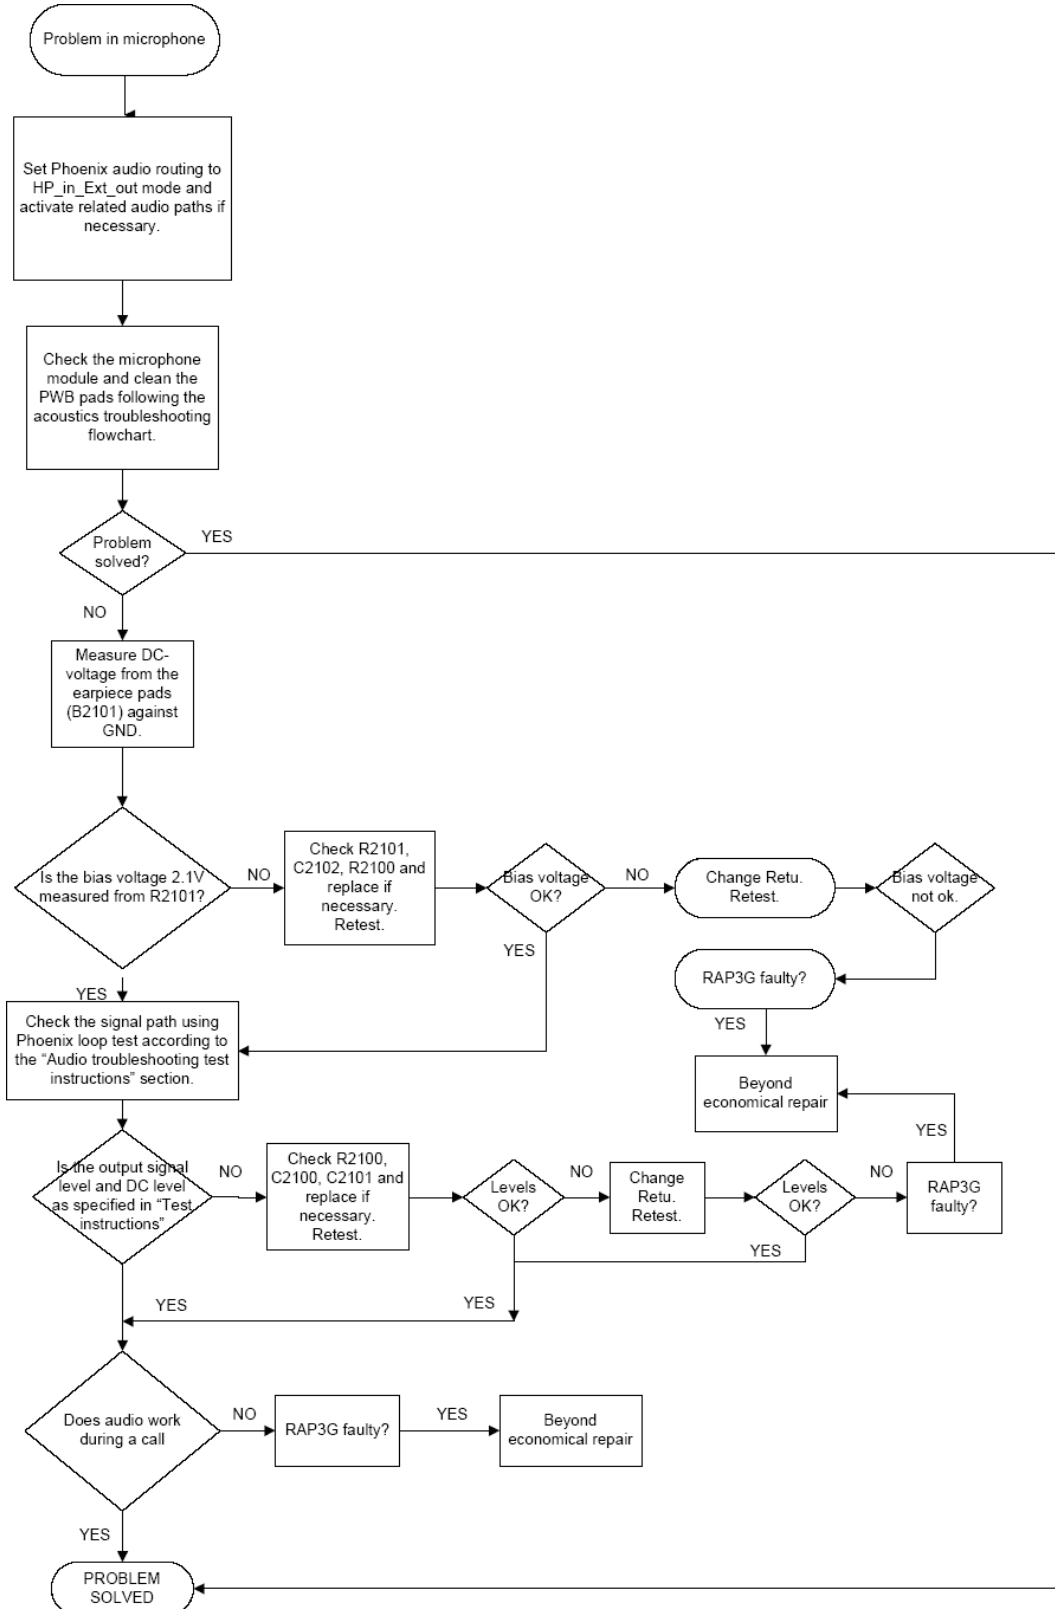 Problem in microphone
Set Phoenix audio routing to
HP_in_Ext_out mode and
activate related audio paths if
necessary.
Check the microphone
module and clean the
PWB pads following the
acoustics troubleshooting
flowchart.
Problem
solved?
YES
NO
Measure DC-
voltage from the
earpiece pads
(B2101) against
GND.
Is the bias voltage 2.1V
measured from R2101?
NO
Check R2101,
C2102, R2100 and
replace if
necessary.
Retest.
Bias voltage
OK?
NO
Change Retu.
Retest.
Bias voltage
not ok.
YES
RAP3G faulty?
YES
YES
Check the signal path using
Phoenix loop test according to
the “Audio troubleshooting test
instructions” section.
Beyond
economical repair
YES
Is the output signal
level and DC level
as specified in “Test
instructions”
NO
Check R2100,
C2100, C2101 and
replace if
necessary.
Retest.
Levels
OK?
NO
Change
Retu.
Retest.
Levels
OK?
NO
RAP3G
faulty?
YES
YES
YES
Does audio work
during a call
NO
RAP3G faulty?
YES
Beyond
economical repair
YES
PROBLEM
SOLVED